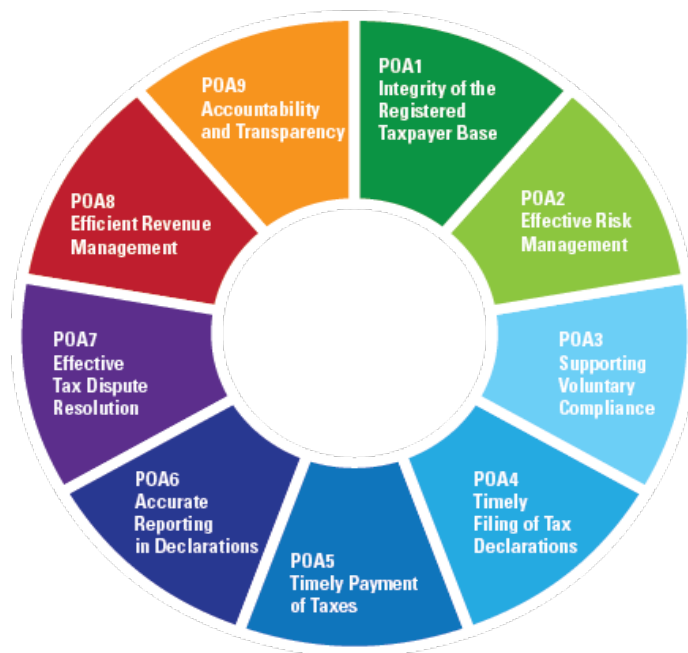 POA1
Integrity of the
Registered
Taxpayer Base
POA2
Effective Risk
Management
POA3
Supporting
Voluntary
Compliance
POA4
Timely
Filing of Tax
Declarations
POA5
Timely Payment
of Taxes
POA6
Accurate
Reporting
in Declarations
POA7
Effective
Tax Dispute
Resolution
POA8
Efficient Revenue
Management
POA9
Accountability
and Transparency